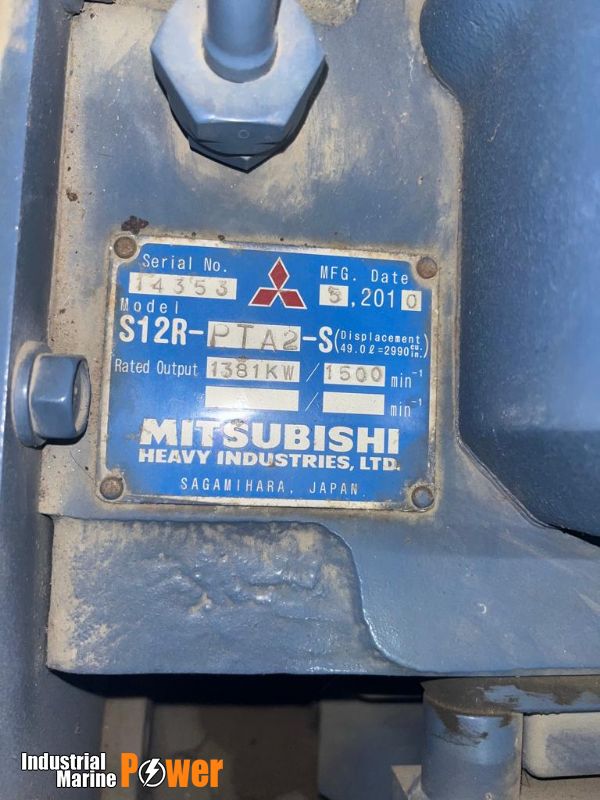 Serial No. MFG. Date
14353 5,2010
Model
S12R-PTA2-S (Displacement 49.0ℓ=2990cu in.)
Rated Output 1381KW / 1500 min⁻¹
/ min⁻¹
MITSUBISHI
HEAVY INDUSTRIES, LTD.
SAGAMIHARA, JAPAN.
Industrial
Marine Power